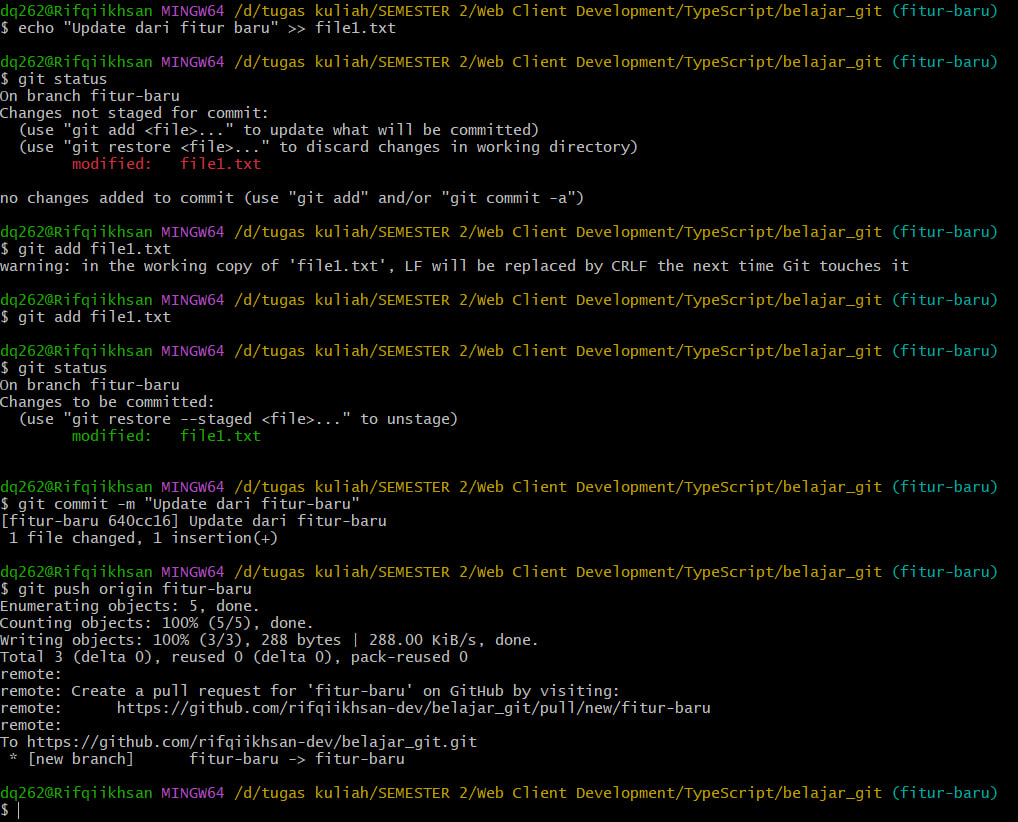 dq262@Rifqiikhsan MINGW64 /d/tugas kuliah/SEMESTER 2/Web Client Development/TypeScript/belajar_git (fitur-baru)
$ echo "Update dari fitur baru" >> file1.txt
dq262@Rifqiikhsan MINGW64 /d/tugas kuliah/SEMESTER 2/Web Client Development/TypeScript/belajar_git (fitur-baru)
$ git status
On branch fitur-baru
Changes not staged for commit:
  (use "git add <file>..." to update what will be committed)
  (use "git restore <file>..." to discard changes in working directory)
        modified:   file1.txt
no changes added to commit (use "git add" and/or "git commit -a")
dq262@Rifqiikhsan MINGW64 /d/tugas kuliah/SEMESTER 2/Web Client Development/TypeScript/belajar_git (fitur-baru)
$ git add file1.txt
warning: in the working copy of 'file1.txt', LF will be replaced by CRLF the next time Git touches it
dq262@Rifqiikhsan MINGW64 /d/tugas kuliah/SEMESTER 2/Web Client Development/TypeScript/belajar_git (fitur-baru)
$ git add file1.txt
dq262@Rifqiikhsan MINGW64 /d/tugas kuliah/SEMESTER 2/Web Client Development/TypeScript/belajar_git (fitur-baru)
$ git status
On branch fitur-baru
Changes to be committed:
  (use "git restore --staged <file>..." to unstage)
        modified:   file1.txt
dq262@Rifqiikhsan MINGW64 /d/tugas kuliah/SEMESTER 2/Web Client Development/TypeScript/belajar_git (fitur-baru)
$ git commit -m "Update dari fitur-baru"
[fitur-baru 640cc16] Update dari fitur-baru
 1 file changed, 1 insertion(+)
dq262@Rifqiikhsan MINGW64 /d/tugas kuliah/SEMESTER 2/Web Client Development/TypeScript/belajar_git (fitur-baru)
$ git push origin fitur-baru
Enumerating objects: 5, done.
Counting objects: 100% (5/5), done.
Writing objects: 100% (3/3), 288 bytes | 288.00 KiB/s, done.
Total 3 (delta 0), reused 0 (delta 0), pack-reused 0
remote:
remote: Create a pull request for 'fitur-baru' on GitHub by visiting:
remote:      https://github.com/rifqiikhsan-dev/belajar_git/pull/new/fitur-baru
remote:
To https://github.com/rifqiikhsan-dev/belajar_git.git
 * [new branch]      fitur-baru -> fitur-baru
dq262@Rifqiikhsan MINGW64 /d/tugas kuliah/SEMESTER 2/Web Client Development/TypeScript/belajar_git (fitur-baru)
$